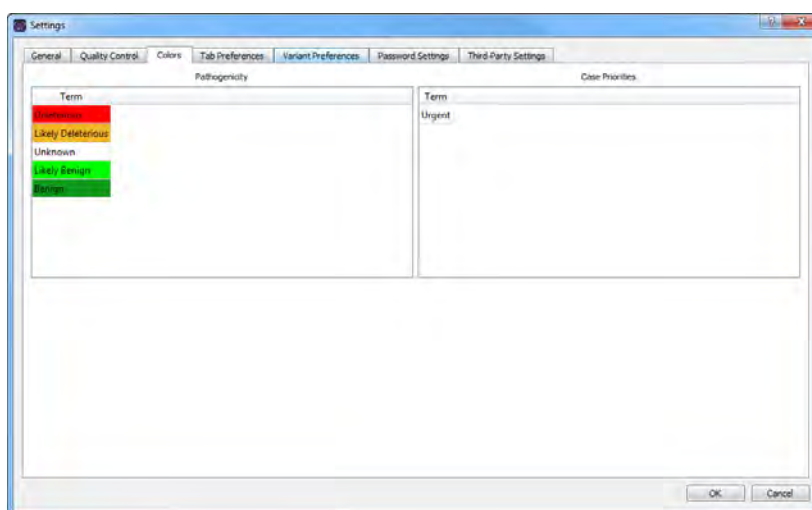 Settings
General Quality Control Colors Tab Preferences Variant Preferences Password Settings Third Party Settings
Pathogenicity Case Priorities
Term Term
Deleterious Urgent
Likely Deleterious
Unknown
Likely Benign
Benign
OK Cancel